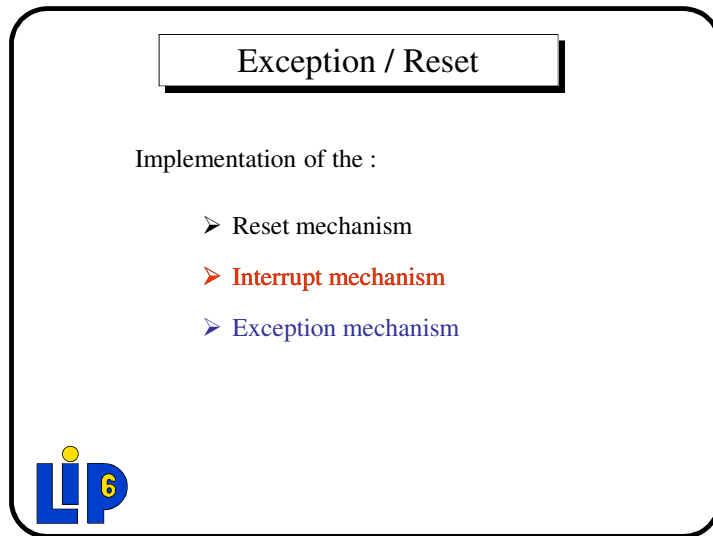 Exception / Reset
Implementation of the :
➢ Reset mechanism
➢ Interrupt mechanism
➢ Exception mechanism
LiP6